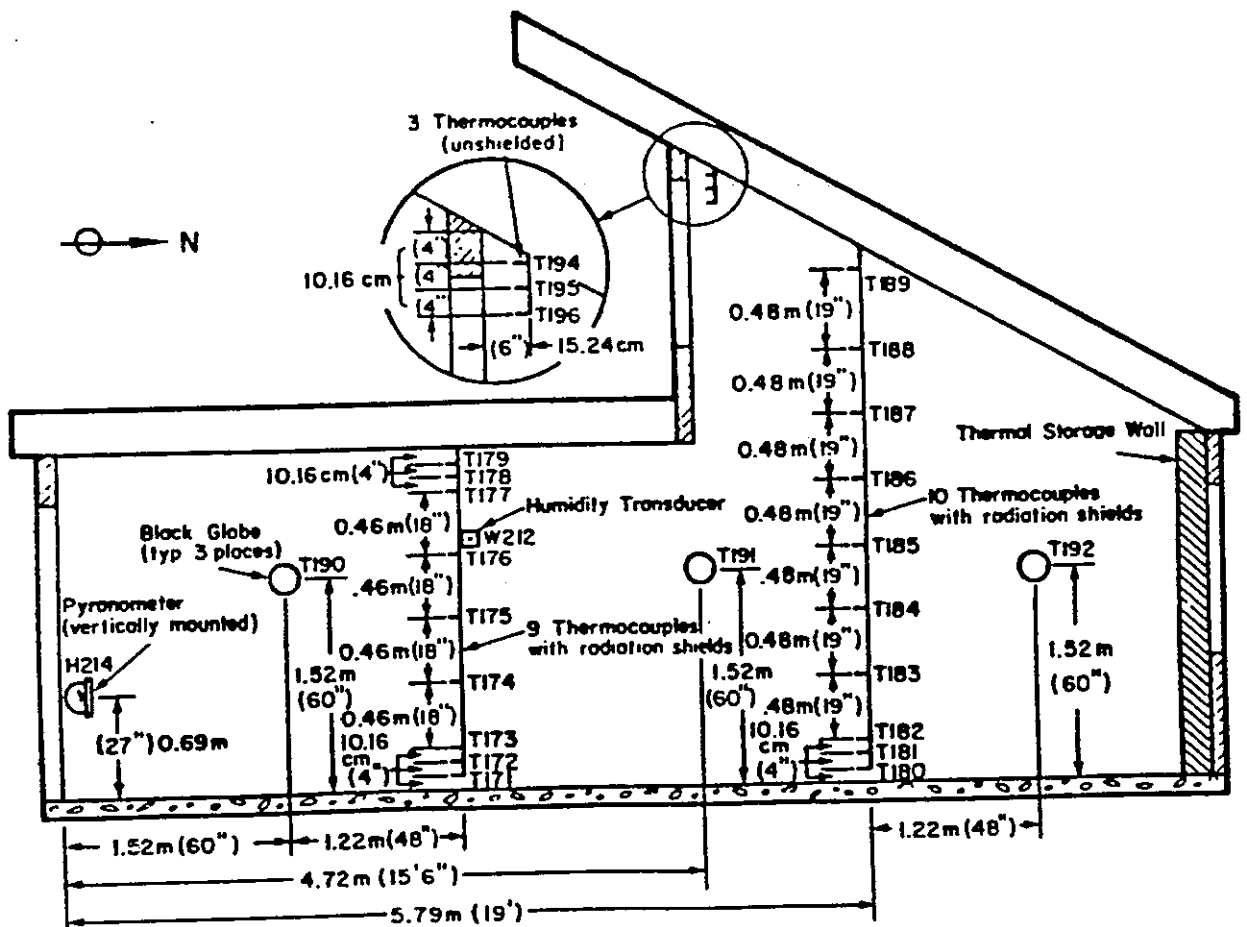 3 Thermocouples
(unshielded)
N
(4")
10.16 cm
(4
(4")
T194
T195
T196
(6")
15.24cm
T189
0.48m(19")
T188
0.48m(19")
T187
0.48m(19")
T186
0.48m(19")
T185
.48m(19")
T184
0.48m(19")
T183
.48m(19")
T182
T181
T180
10.16
cm
(4")
10 Thermocouples
with radiation shields
Thermal Storage Wall
T179
T178
T177
10.16cm(4")
0.46m(18")
T176
.46m(18")
T175
0.46m(18")
T174
0.46m(18")
T173
T172
T171
10.16
cm
(4")
Humidity Transducer
W212
9 Thermocouples
with radiation shields
Black Globe
(typ 3 places)
T190
T191
T192
Pyronometer
(vertically mounted)
H214
(27") 0.69m
1.52m
(60")
1.52m
(60")
1.52m
(60")
1.52m(60")
1.22m(48")
1.22m(48")
4.72m (15'6")
5.79m (19')